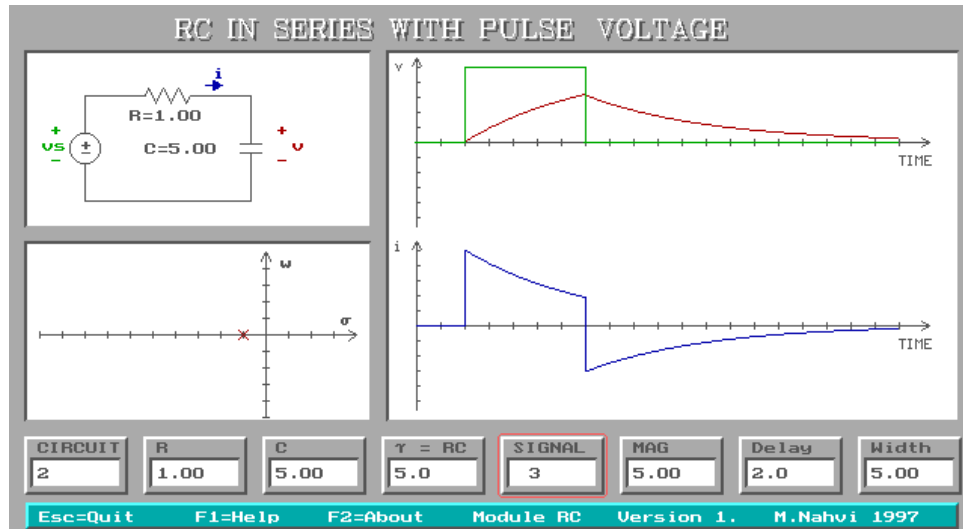 RC IN SERIES WITH PULSE VOLTAGE
i
R=1.00
+
vs
−
±
C=5.00
+
v
−
v
TIME
ω
σ
i
TIME
CIRCUIT
2
R
1.00
C
5.00
τ = RC
5.0
SIGNAL
3
MAG
5.00
Delay
2.0
Width
5.00
Esc=Quit F1=Help F2=About Module RC Version 1. M.Nahvi 1997